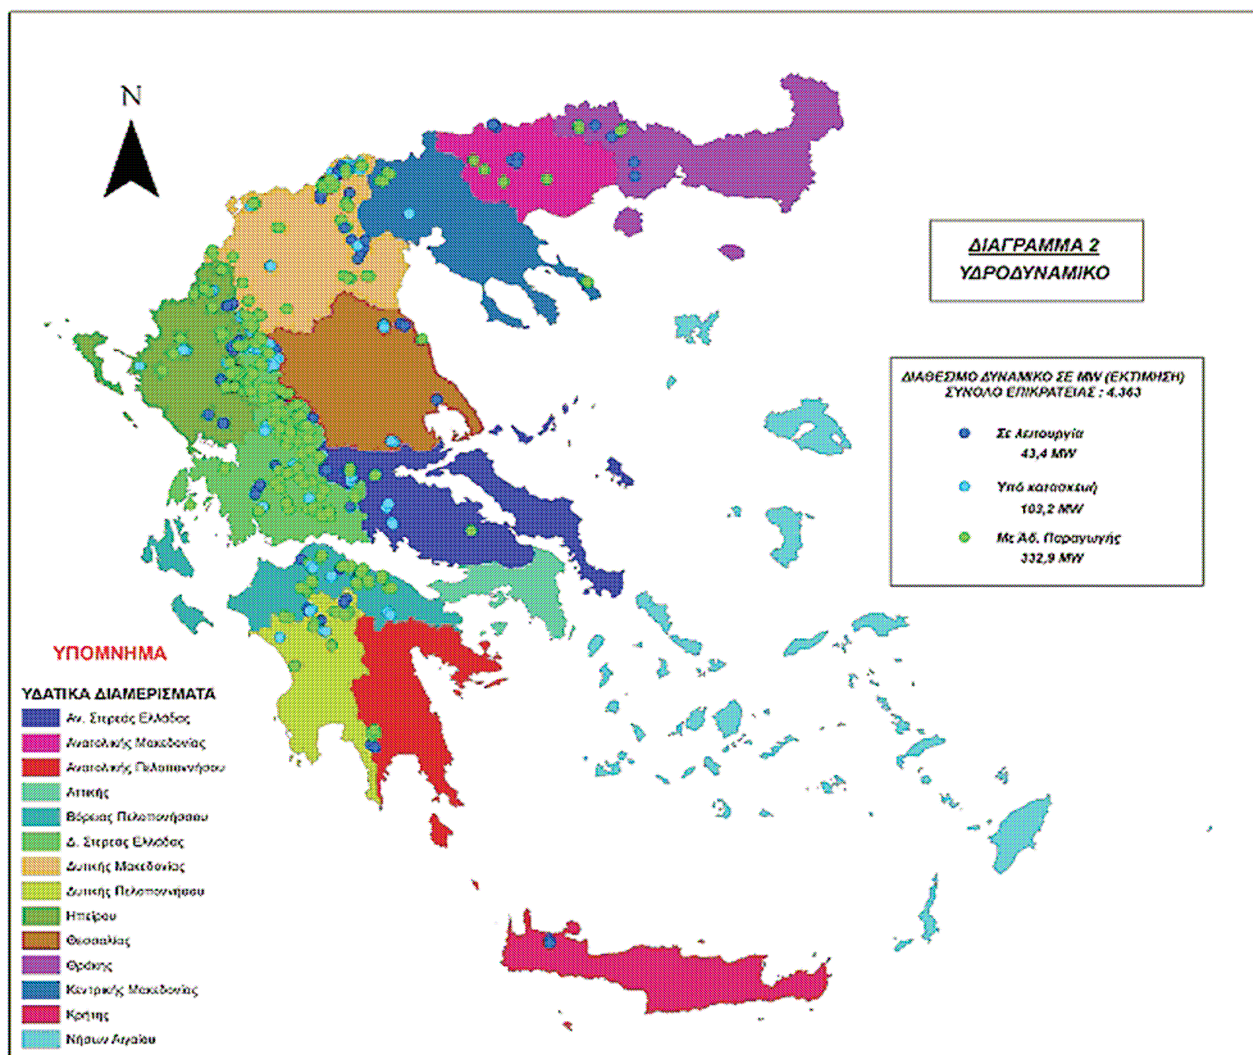 N
ΔΙΑΓΡΑΜΜΑ 2
ΥΔΡΟΔΥΝΑΜΙΚΟ
ΔΙΑΘΕΣΙΜΟ ΔΥΝΑΜΙΚΟ ΣΕ MW (ΕΚΤΙΜΗΣΗ)
ΣΥΝΟΛΟ ΕΠΙΚΡΑΤΕΙΑΣ : 4.363
Σε λειτουργία
43,4 MW
Υπό κατασκευή
103,2 MW
Με Αδ. Παραγωγής
332,9 MW
ΥΠΟΜΝΗΜΑ
ΥΔΑΤΙΚΑ ΔΙΑΜΕΡΙΣΜΑΤΑ
Αν. Στερεάς Ελλάδας
Ανατολικής Μακεδονίας
Ανατολικής Πελοποννήσου
Αττικής
Βόρειας Πελοπονήσσου
Δ. Στερεάς Ελλάδας
Δυτικής Μακεδονίας
Δυτικής Πελοποννήσου
Ηπείρου
Θεσσαλίας
Θράκης
Κεντρικής Μακεδονίας
Κρήτης
Νήσων Αιγαίου